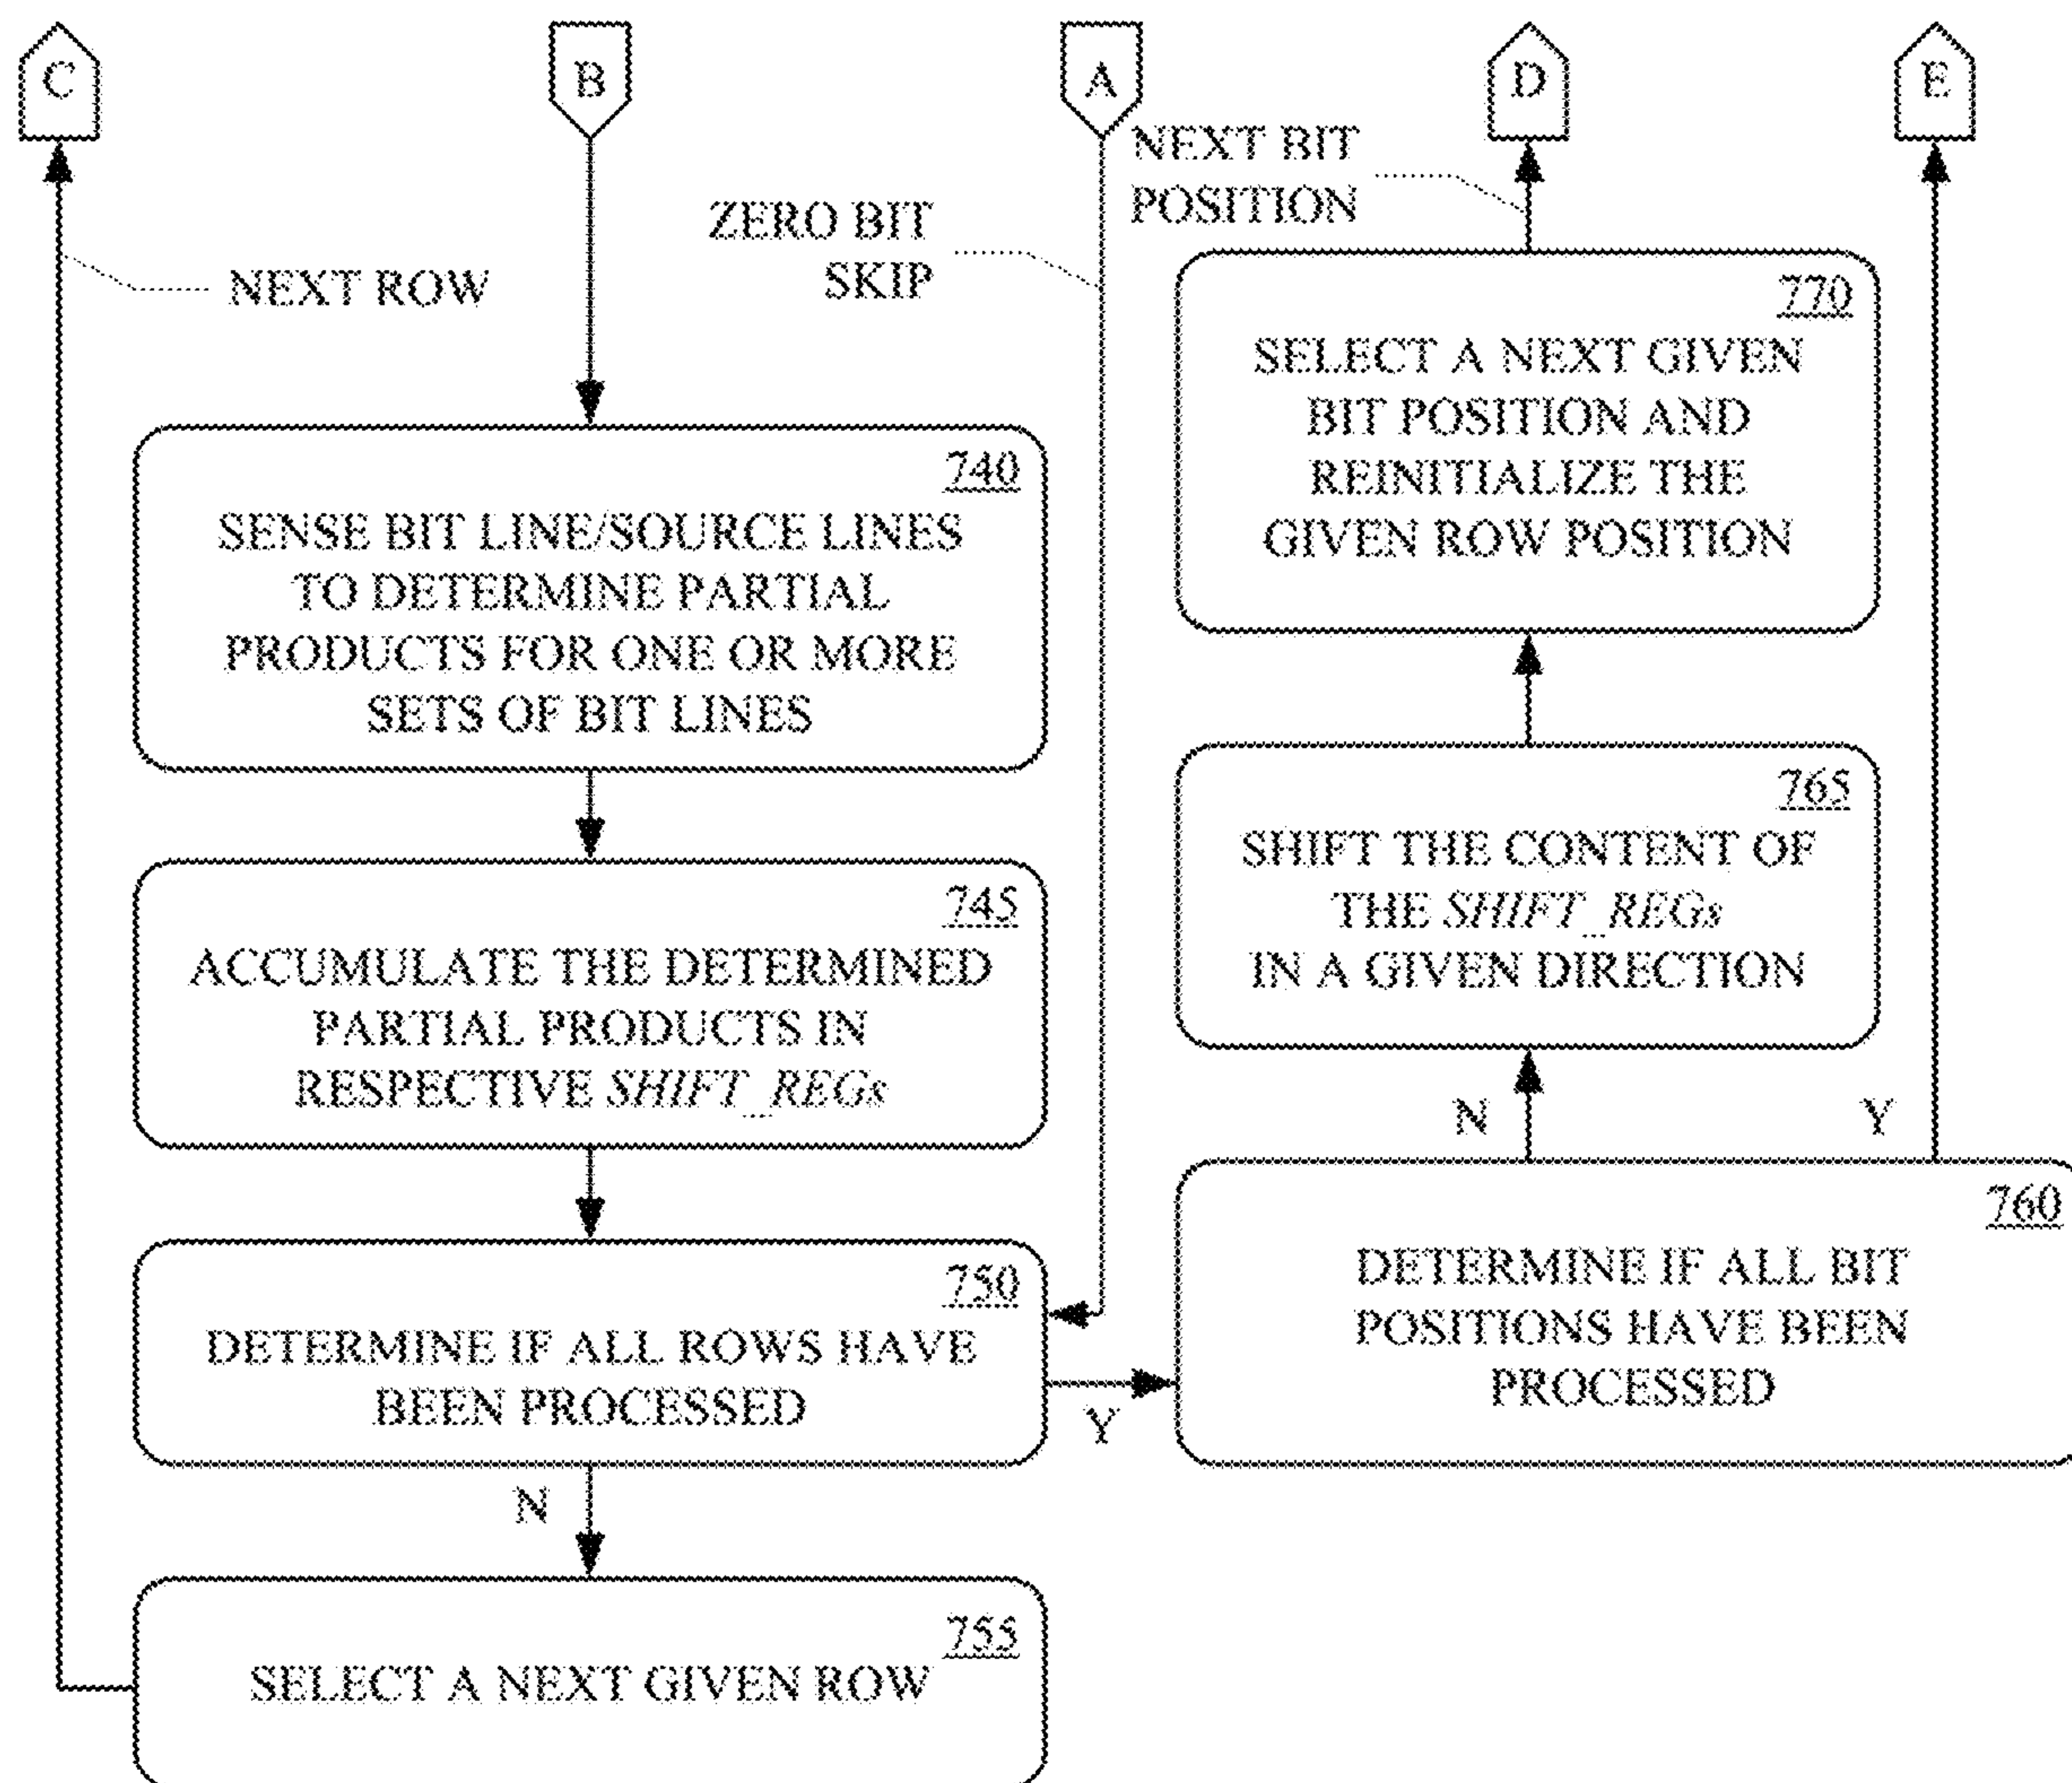 C
B
A
D
E
NEXT BIT
POSITION
ZERO BIT
SKIP
NEXT ROW
770
SELECT A NEXT GIVEN
BIT POSITION AND
REINITIALIZE THE
GIVEN ROW POSITION
740
SENSE BIT LINE/SOURCE LINES
TO DETERMINE PARTIAL
PRODUCTS FOR ONE OR MORE
SETS OF BIT LINES
765
SHIFT THE CONTENT OF
THE SHIFT_REGs
IN A GIVEN DIRECTION
745
ACCUMULATE THE DETERMINED
PARTIAL PRODUCTS IN
RESPECTIVE SHIFT_REGs
N
Y
760
DETERMINE IF ALL BIT
POSITIONS HAVE BEEN
PROCESSED
750
DETERMINE IF ALL ROWS HAVE
BEEN PROCESSED
Y
N
755
SELECT A NEXT GIVEN ROW